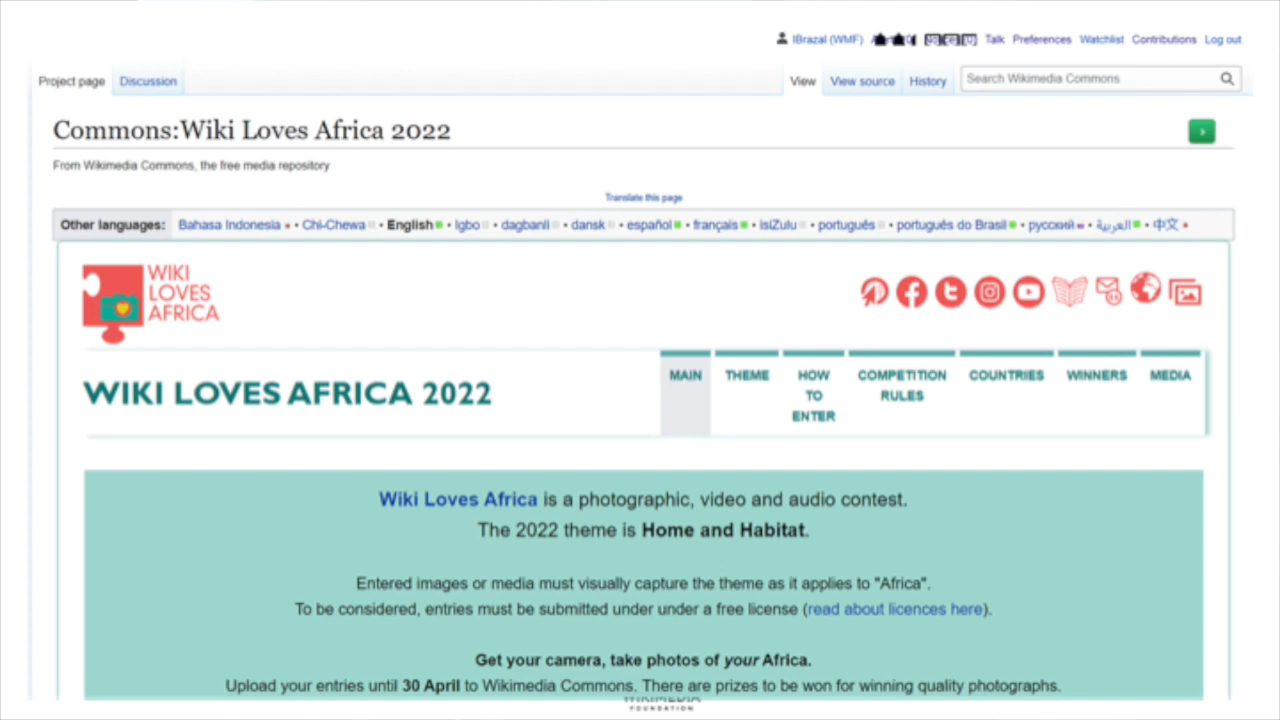 IBrazal (WMF) Talk Preferences Watchlist Contributions Log out
Project page Discussion View View source History Search Wikimedia Commons
Commons:Wiki Loves Africa 2022
From Wikimedia Commons, the free media repository
Translate this page
Other languages: Bahasa Indonesia • Chi-Chewa • English • Igbo • dagbanli • dansk • español • français • isiZulu • português • português do Brasil • русский • العربية • 中文 •
WIKI
LOVES
AFRICA
WIKI LOVES AFRICA 2022
MAIN
THEME
HOW
TO
ENTER
COMPETITION
RULES
COUNTRIES
WINNERS
MEDIA
Wiki Loves Africa is a photographic, video and audio contest.
The 2022 theme is Home and Habitat.
Entered images or media must visually capture the theme as it applies to "Africa".
To be considered, entries must be submitted under under a free license (read about licences here).
Get your camera, take photos of your Africa.
Upload your entries until 30 April to Wikimedia Commons. There are prizes to be won for winning quality photographs.
WIKIMEDIA
FOUNDATION